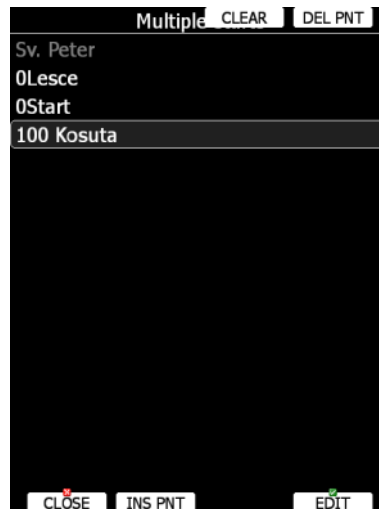 Multiple CLEAR DEL PNT
Sv. Peter
0Lesce
0Start
100 Kosuta
CLOSE INS PNT EDIT